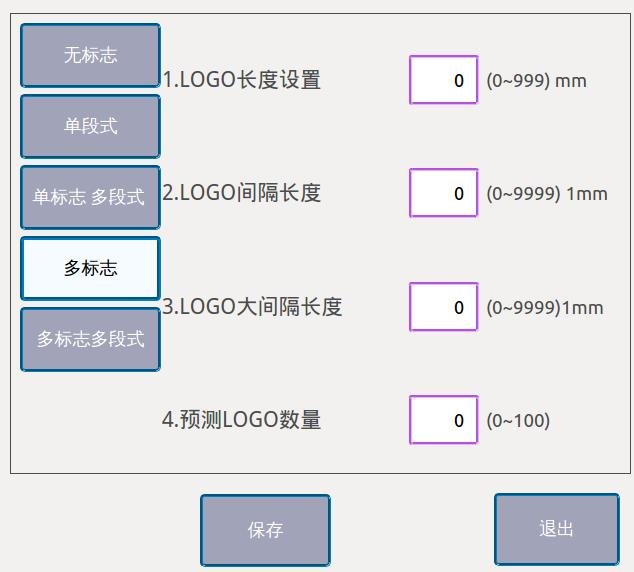 无标志
单段式
单标志 多段式
多标志
多标志多段式
1.LOGO长度设置 0 (0~999) mm
2.LOGO间隔长度 0 (0~9999) 1mm
3.LOGO大间隔长度 0 (0~9999)1mm
4.预测LOGO数量 0 (0~100)
保存 退出